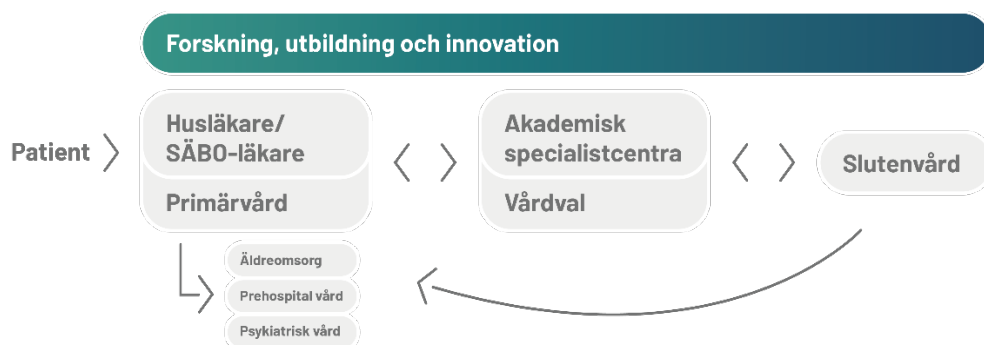 Forskning, utbildning och innovation
Patient
Husläkare/
SÄBO-läkare
Primärvård
Akademisk
specialistcentra
Vårdval
Slutenvård
Äldreomsorg
Prehospital vård
Psykiatrisk vård